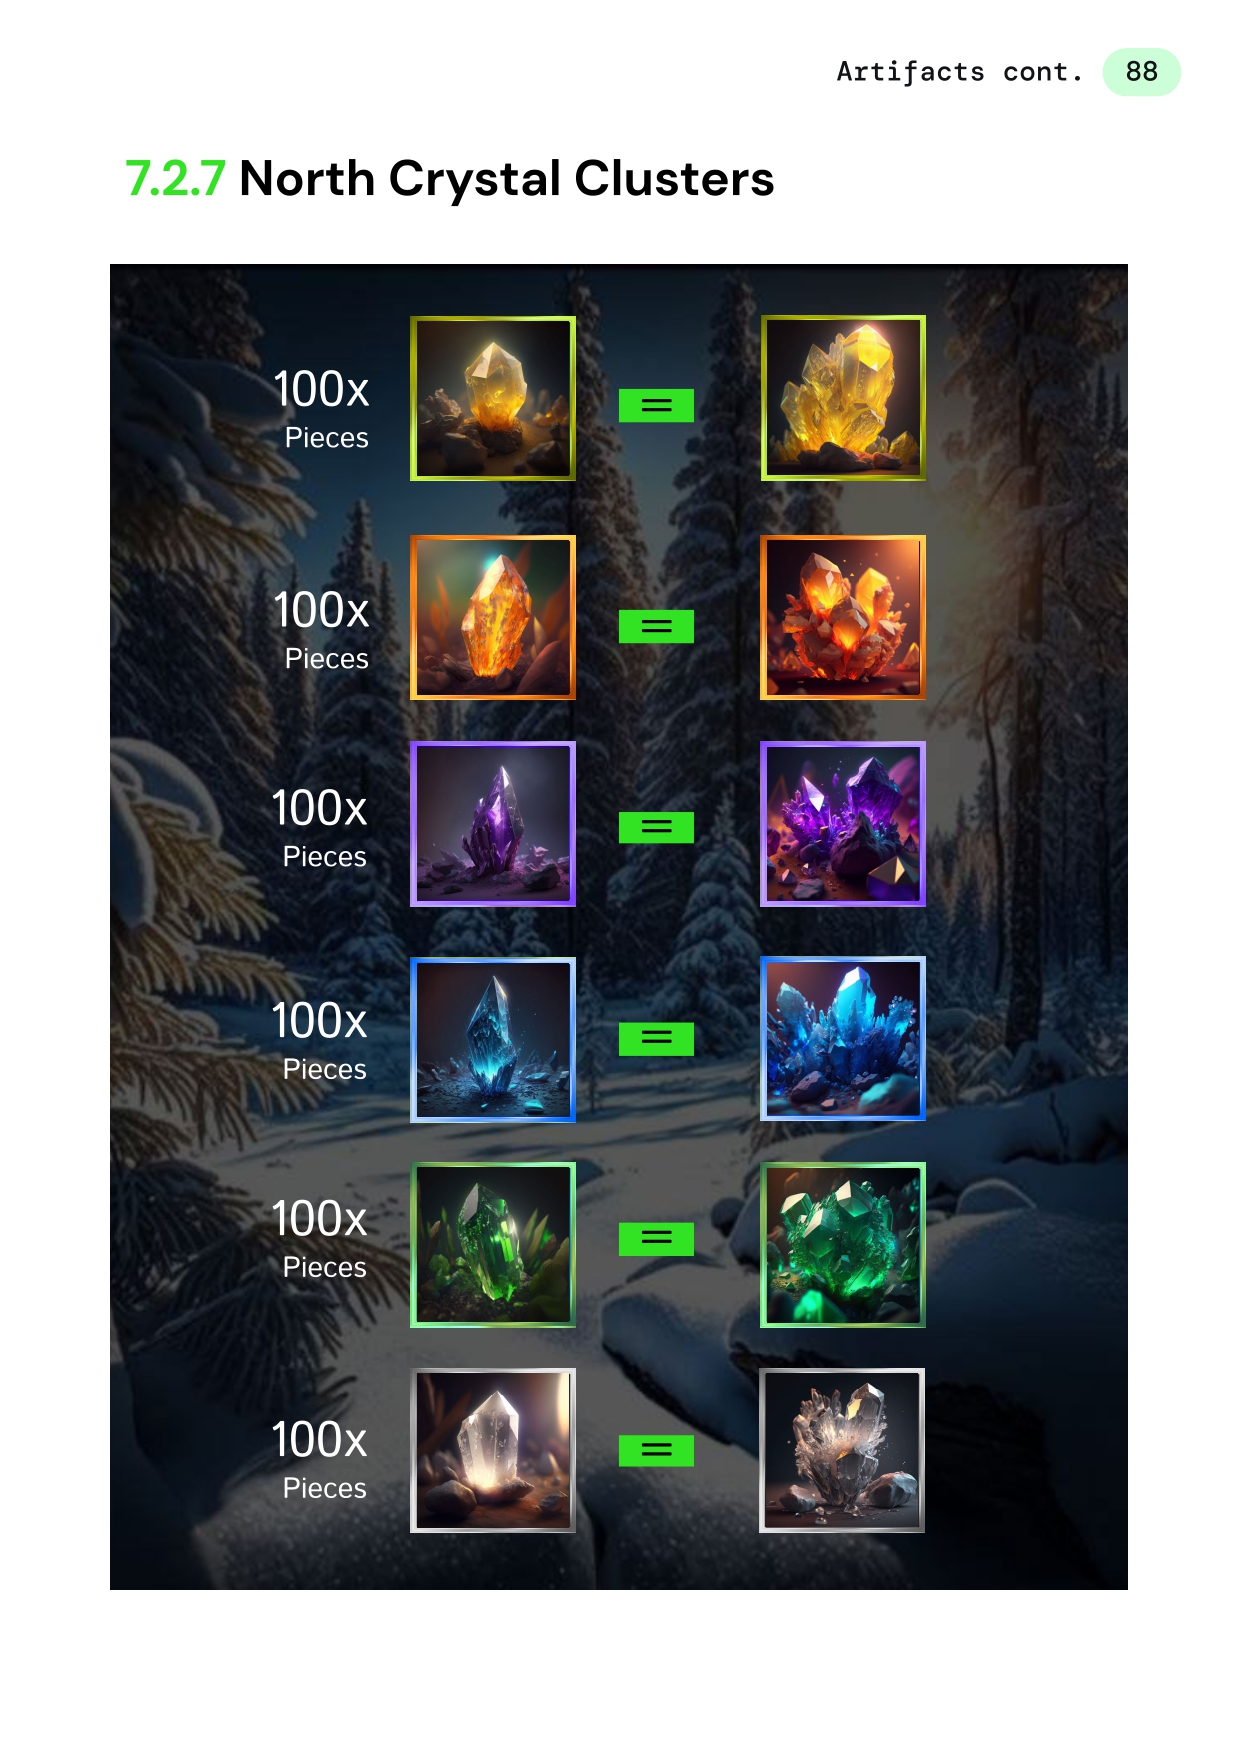 Artifacts cont. 88
7.2.7 North Crystal Clusters
100x
Pieces
=
100x
Pieces
=
100x
Pieces
=
100x
Pieces
=
100x
Pieces
=
100x
Pieces
=